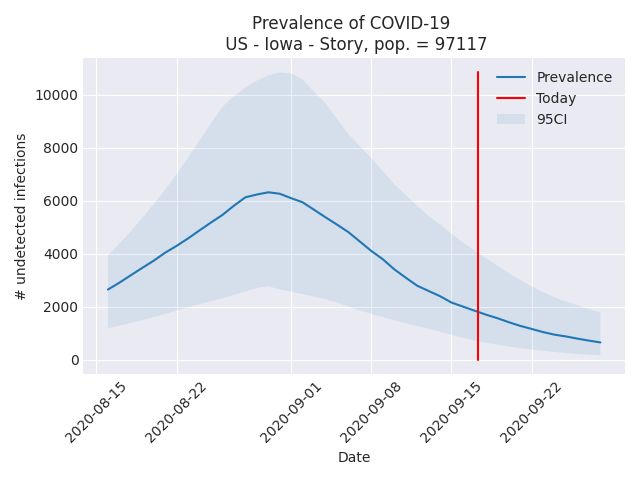 Prevalence of COVID-19
US - Iowa - Story, pop. = 97117
Prevalence
Today
95CI
# undetected infections
10000
8000
6000
4000
2000
0
2020-08-15
2020-08-22
2020-09-01
2020-09-08
2020-09-15
2020-09-22
Date